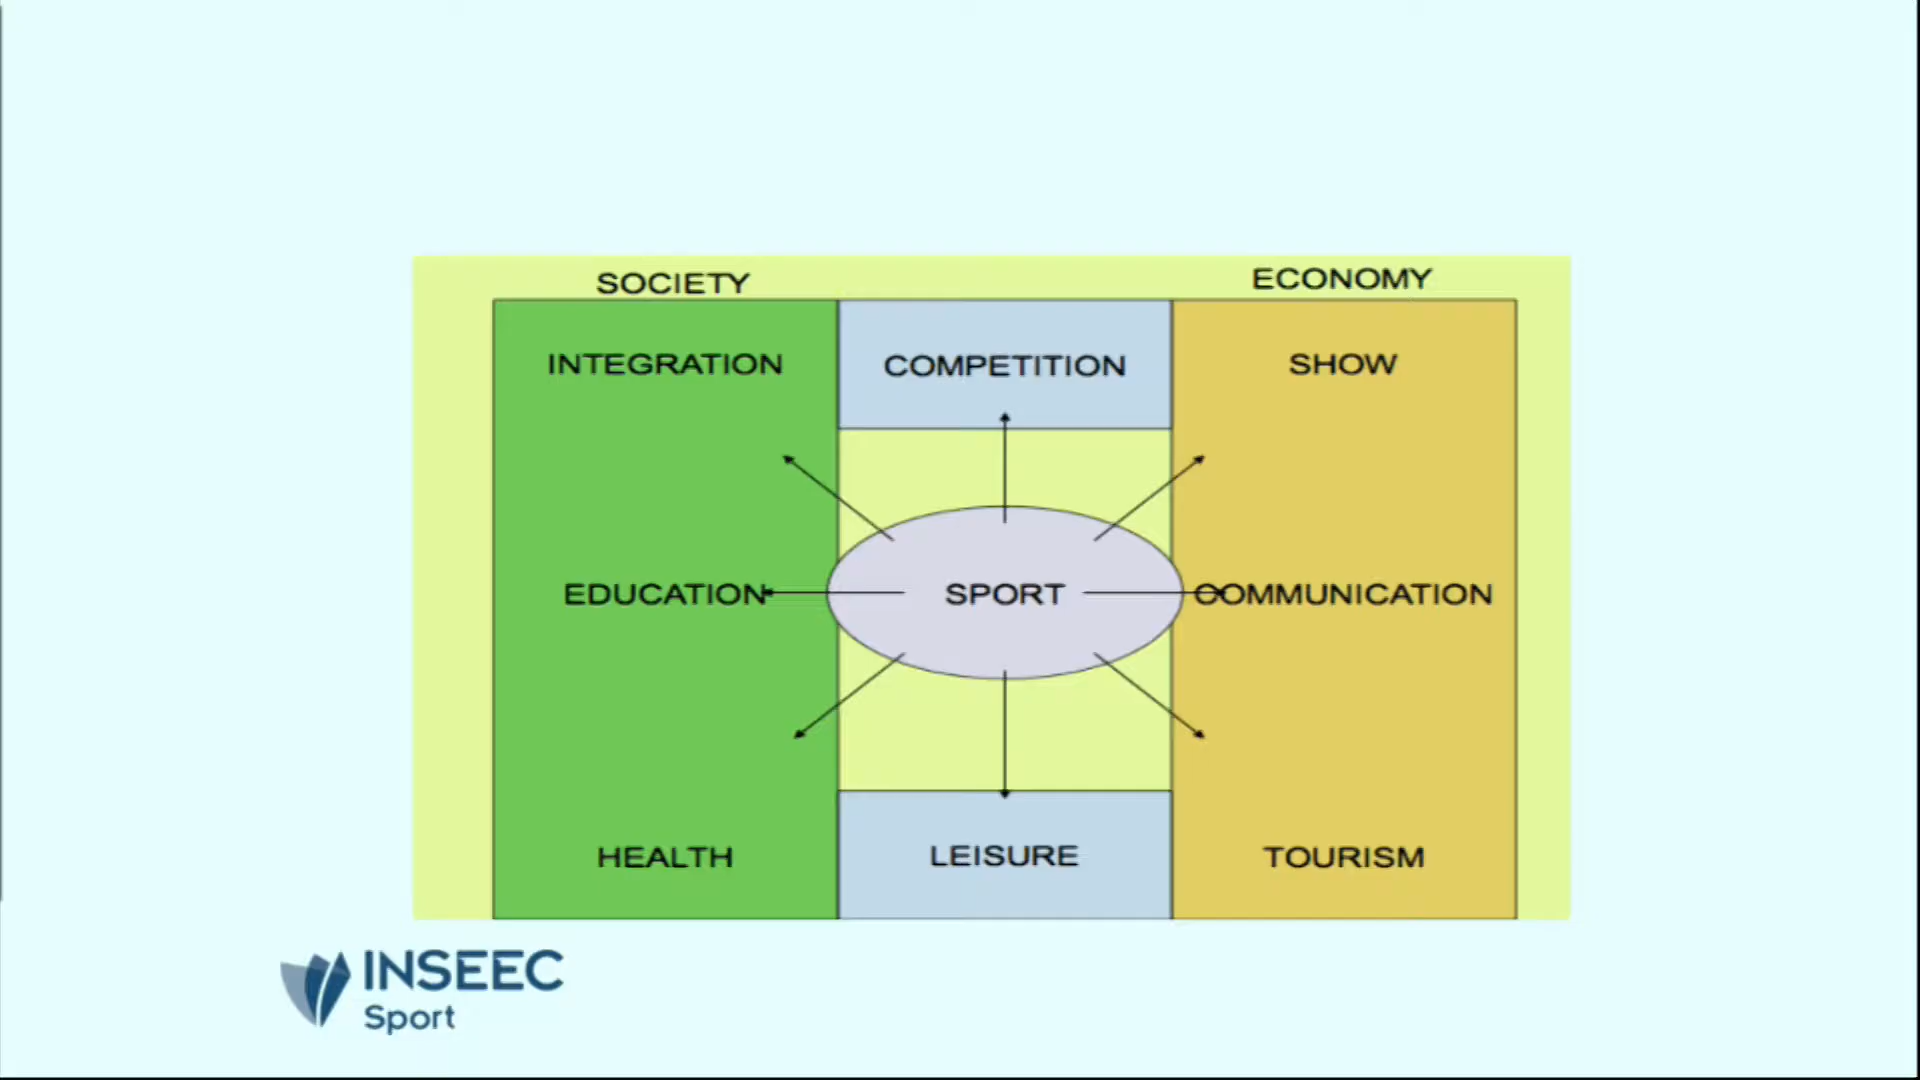 SOCIETY
ECONOMY
INTEGRATION
COMPETITION
SHOW
EDUCATION
SPORT
COMMUNICATION
HEALTH
LEISURE
TOURISM
INSEEC
Sport